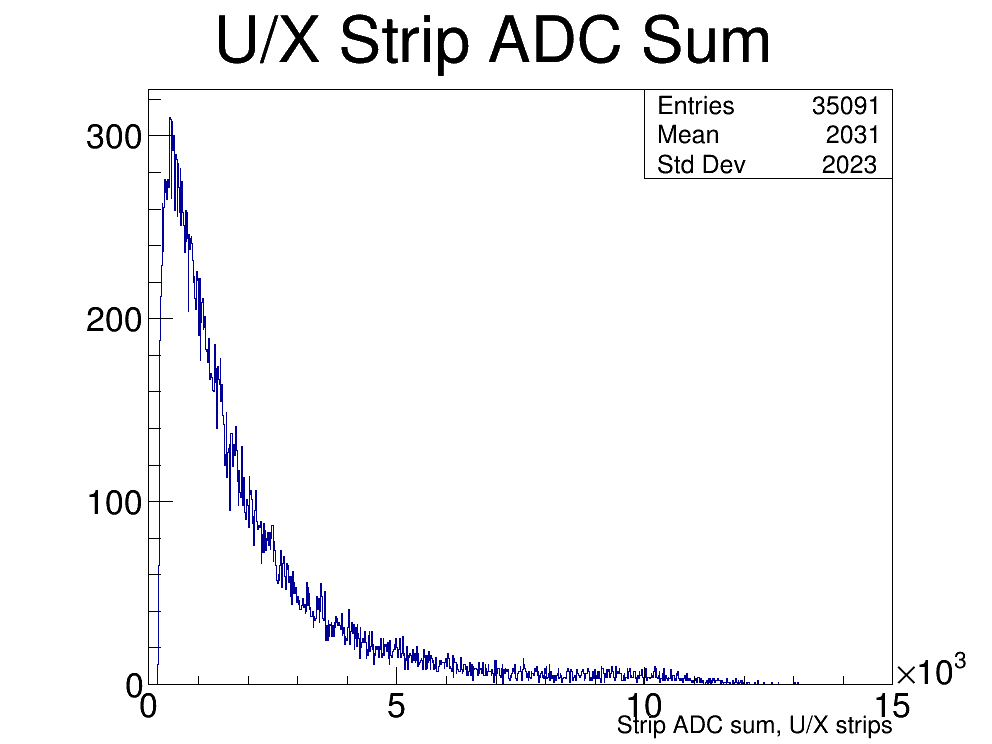 U/X Strip ADC Sum
Entries 35091
Mean 2031
Std Dev 2023
300
200
100
0
0 5 10 15
×10³
Strip ADC sum, U/X strips